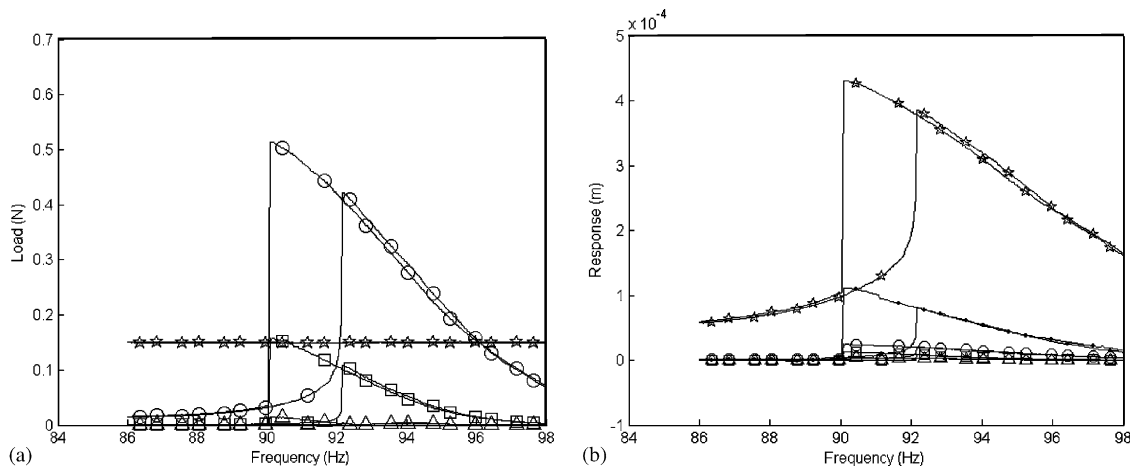 0.7
0.6
0.5
0.4
0.3
0.2
0.1
0
84 86 88 90 92 94 96 98
Load (N)
Frequency (Hz)
(a)
5 x 10⁻⁴
4
3
2
1
0
-1
84 86 88 90 92 94 96 98
Response (m)
Frequency (Hz)
(b)